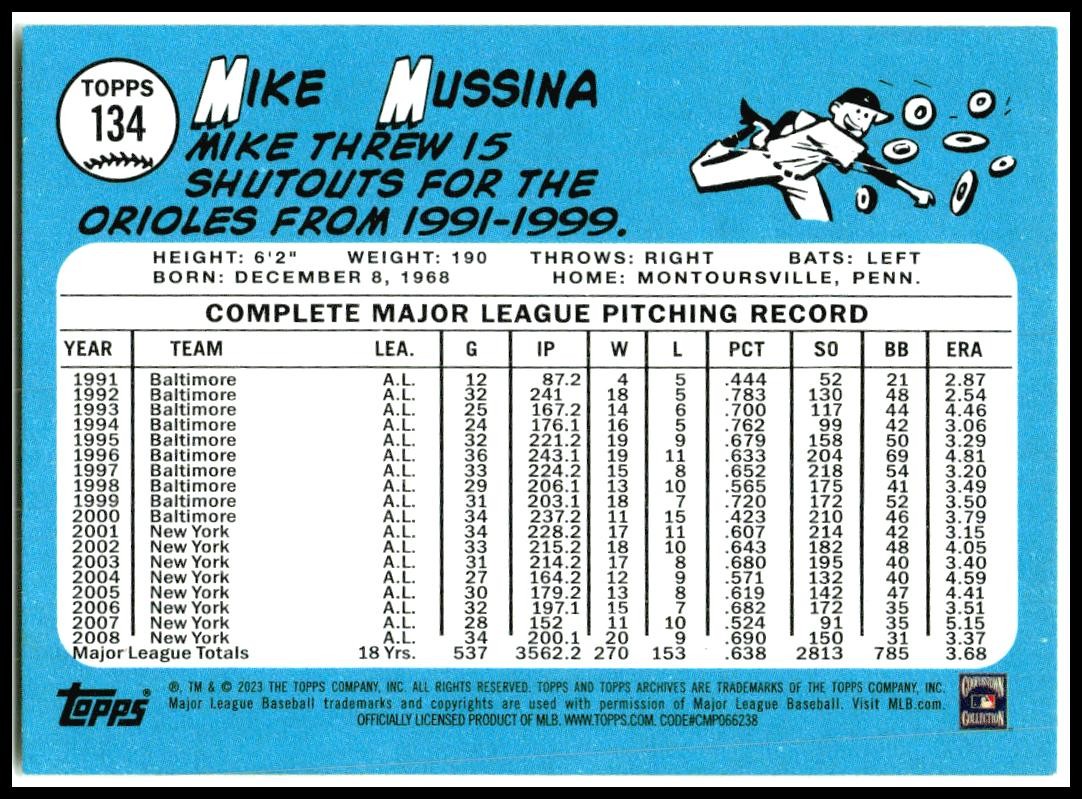 TOPPS
134
MIKE MUSSINA
MIKE THREW 15
SHUTOUTS FOR THE
ORIOLES FROM 1991-1999.
HEIGHT: 6'2" WEIGHT: 190 THROWS: RIGHT BATS: LEFT
BORN: DECEMBER 8, 1968 HOME: MONTOURSVILLE, PENN.
COMPLETE MAJOR LEAGUE PITCHING RECORD
YEAR TEAM LEA. G IP W L PCT SO BB ERA
1991 Baltimore A.L. 12 87.2 4 5 .444 52 21 2.87
1992 Baltimore A.L. 32 241 18 5 .783 130 48 2.54
1993 Baltimore A.L. 25 167.2 14 6 .700 117 44 4.46
1994 Baltimore A.L. 24 176.1 16 5 .762 99 42 3.06
1995 Baltimore A.L. 32 221.2 19 9 .679 158 50 3.29
1996 Baltimore A.L. 36 243.1 19 11 .633 204 69 4.81
1997 Baltimore A.L. 33 224.2 15 8 .652 218 54 3.20
1998 Baltimore A.L. 29 206.1 13 10 .565 175 41 3.49
1999 Baltimore A.L. 31 203.1 18 7 .720 172 52 3.50
2000 Baltimore A.L. 34 237.2 11 15 .423 210 46 3.79
2001 New York A.L. 34 228.2 17 11 .607 214 42 3.15
2002 New York A.L. 33 215.2 18 10 .643 182 48 4.05
2003 New York A.L. 31 214.2 17 8 .680 195 40 3.40
2004 New York A.L. 27 164.2 12 9 .571 132 40 4.59
2005 New York A.L. 30 179.2 13 8 .619 142 47 4.41
2006 New York A.L. 32 197.1 15 7 .682 172 35 3.51
2007 New York A.L. 28 152 11 10 .524 91 35 5.15
2008 New York A.L. 34 200.1 20 9 .690 150 31 3.37
Major League Totals 18 Yrs. 537 3562.2 270 153 .638 2813 785 3.68
TOPPS®
®, TM & © 2023 THE TOPPS COMPANY, INC. ALL RIGHTS RESERVED. TOPPS AND TOPPS ARCHIVES ARE TRADEMARKS OF THE TOPPS COMPANY, INC.
Major League Baseball trademarks and copyrights are used with permission of Major League Baseball. Visit MLB.com.
OFFICIALLY LICENSED PRODUCT OF MLB. WWW.TOPPS.COM. CODE#CMP066238
COOPERSTOWN
COLLECTION